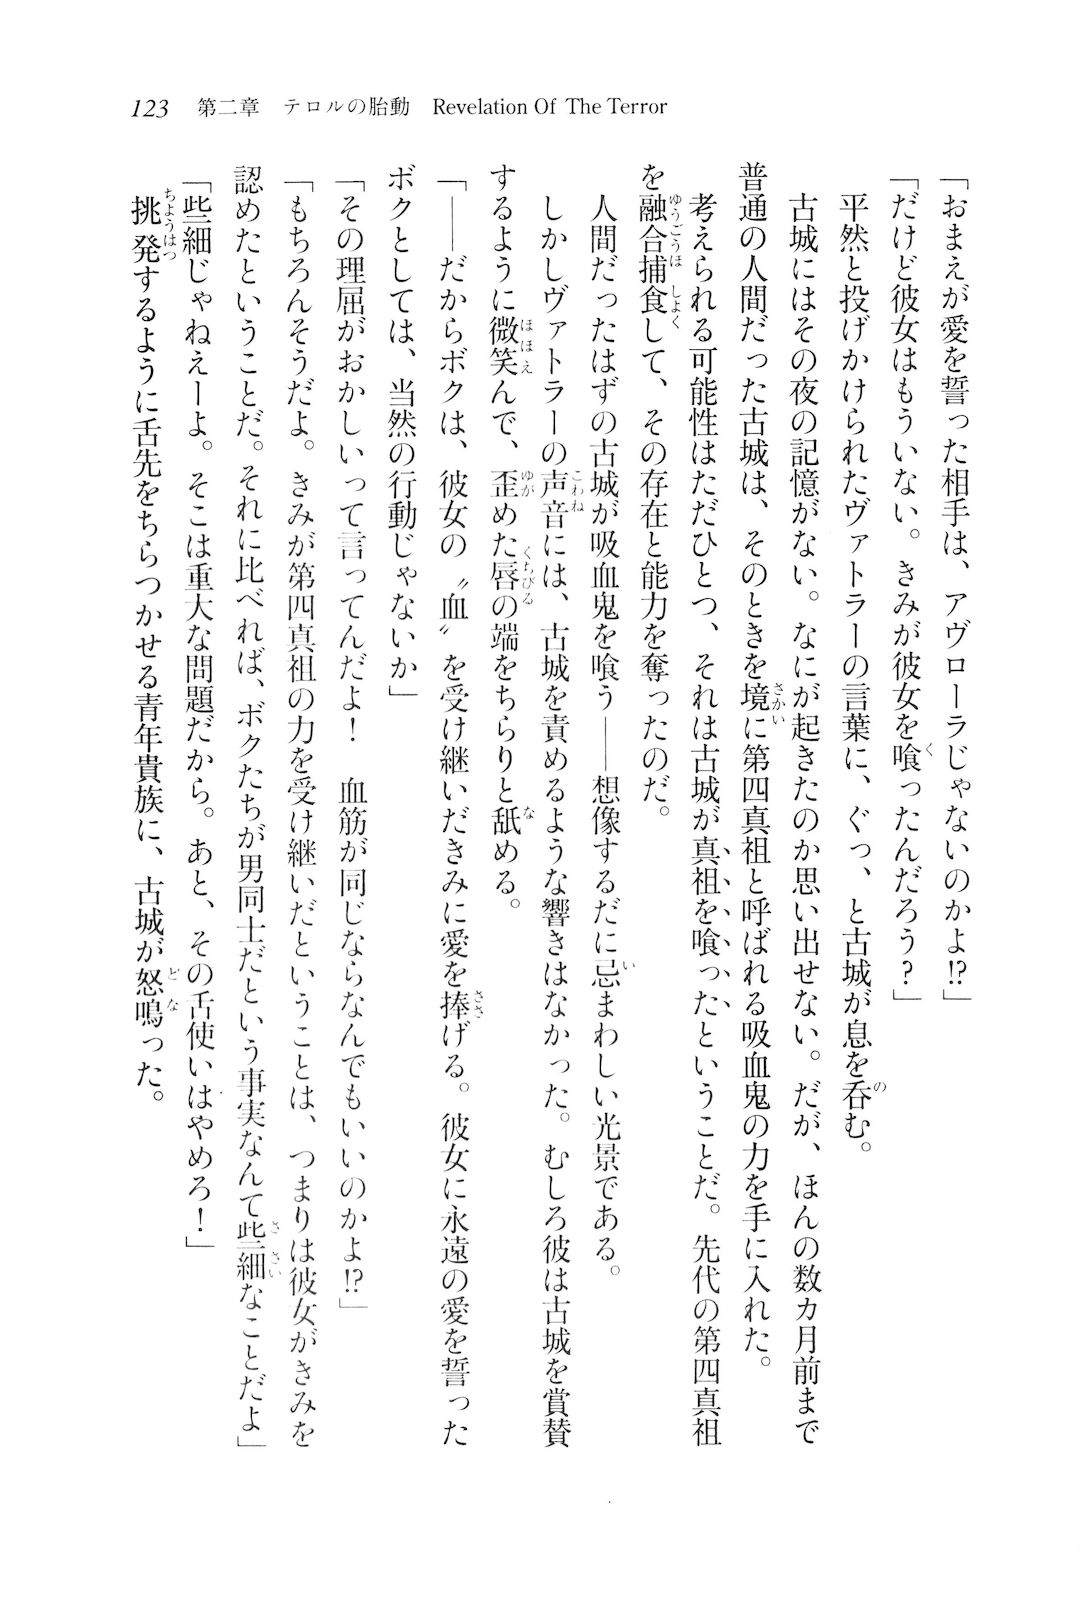 123　第二章　テロルの胎動　Revelation Of The Terror
「おまえが愛を誓った相手は、アヴローラじゃないのかよ!?」
「だけど彼女はもういない。きみが彼女を喰ったんだろう？」
　平然と投げかけられたヴァトラーの言葉に、ぐっ、と古城が息を呑む。
　古城にはその夜の記憶がない。なにが起きたのか思い出せない。だが、ほんの数カ月前まで
普通の人間だった古城は、そのときを境に第四真祖と呼ばれる吸血鬼の力を手に入れた。
　考えられる可能性はただひとつ、それは古城が真祖を喰ったということだ。先代の第四真祖
を融合捕食して、その存在と能力を奪ったのだ。
　人間だったはずの古城が吸血鬼を喰う――想像するだに忌まわしい光景である。
　しかしヴァトラーの声音には、古城を責めるような響きはなかった。むしろ彼は古城を賞賛
するように微笑んで、歪めた唇の端をちらりと舐める。
「――だからボクは、彼女の〝血〟を受け継いだきみに愛を捧げる。彼女に永遠の愛を誓った
ボクとしては、当然の行動じゃないか」
「その理屈がおかしいって言ってんだよ！　血筋が同じならなんでもいいのかよ!?」
「もちろんそうだよ。きみが第四真祖の力を受け継いだということは、つまりは彼女がきみを
認めたということだ。それに比べれば、ボクたちが男同士だという事実なんて些細なことだよ」
「些細じゃねえーよ。そこは重大な問題だから。あと、その舌使いはやめろ！」
　挑発するように舌先をちらつかせる青年貴族に、古城が怒鳴った。